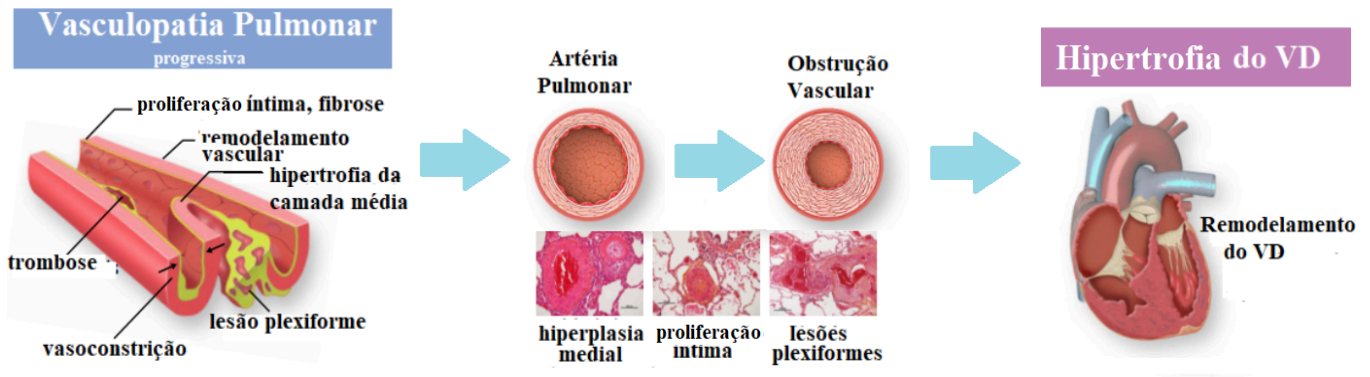 Vasculopatia Pulmonar
progressiva
proliferação íntima, fibrose
remodelamento
vascular
hipertrofia da
camada média
trombose
lesão plexiforme
vasoconstrição
Artéria
Pulmonar
Obstrução
Vascular
hiperplasia
medial
proliferação
íntima
lesões
plexiformes
Hipertrofia do VD
Remodelamento
do VD